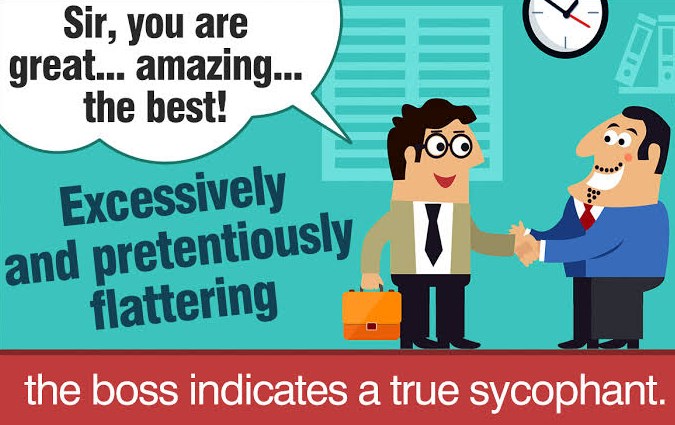 Sir, you are
great... amazing...
the best!
Excessively
and pretentiously
flattering
the boss indicates a true sycophant.